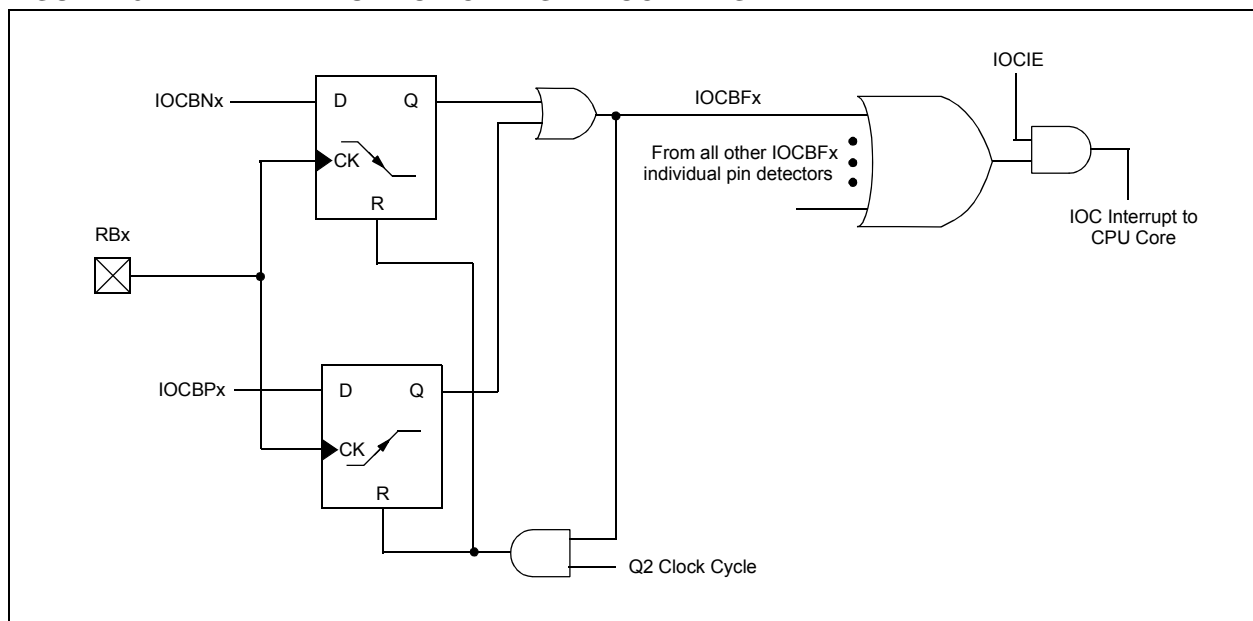 IOCIE
IOCBNx
D
Q
IOCBFx
CK
From all other IOCBFx
individual pin detectors
R
IOC Interrupt to
CPU Core
RBx
IOCBPx
D
Q
CK
R
Q2 Clock Cycle